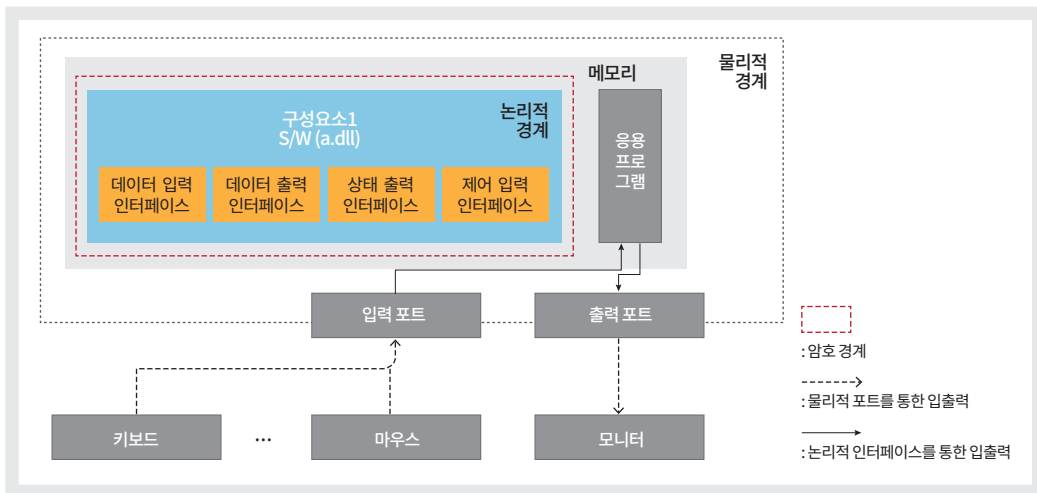 물리적
경계
메모리
논리적
경계
구성요소1
S/W (a.dll)
응용
프로
그램
데이터 입력
인터페이스
데이터 출력
인터페이스
상태 출력
인터페이스
제어 입력
인터페이스
입력 포트
출력 포트
: 암호 경계
: 물리적 포트를 통한 입출력
: 논리적 인터페이스를 통한 입출력
키보드
...
마우스
모니터